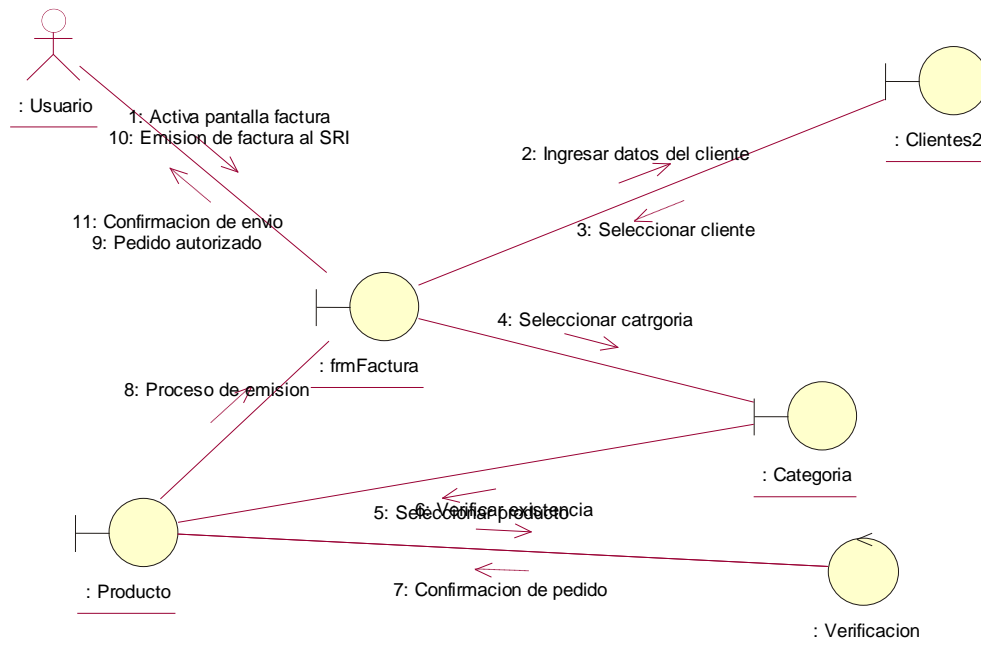 : Usuario
1: Activa pantalla factura
10: Emision de factura al SRI
11: Confirmacion de envio
9: Pedido autorizado
: Clientes2
2: Ingresar datos del cliente
3: Seleccionar cliente
: frmFactura
4: Seleccionar catrgoria
8: Proceso de emision
: Categoria
6: Verificar existencia
5: Seleccionar producto
7: Confirmacion de pedido
: Producto
: Verificacion